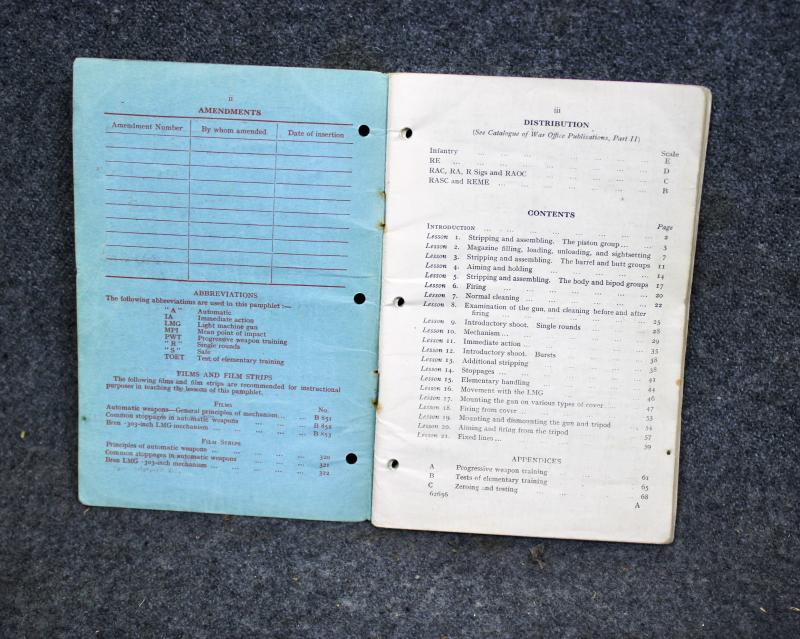 ii
AMENDMENTS
Amendment Number By whom amended Date of insertion
ABBREVIATIONS
The following abbreviations are used in this pamphlet :—
"A" Automatic
IA Immediate action
LMG Light machine gun
MPI Mean point of impact
PWT Progressive weapon training
"R" Single rounds
"S" Safe
TOET Test of elementary training
FILMS AND FILM STRIPS
The following films and film strips are recommended for instructional
purposes in teaching the lessons of this pamphlet.
FILMS No.
Automatic weapons—General principles of mechanism... ... B 851
Common stoppages in automatic weapons ... ... ... B 852
Bren ·303-inch LMG mechanism ... ... ... ... B 853
FILM STRIPS
Principles of automatic weapons ... ... ... ... 320
Common stoppages in automatic weapons ... ... ... 321
Bren LMG ·303-inch mechanism ... ... ... ... 322
iii
DISTRIBUTION
(See Catalogue of War Office Publications, Part II)
Scale
Infantry ... ... ... ... ... ... E
RE ... ... ... ... ... ... D
RAC, RA, R Sigs and RAOC ... ... ... ... C
RASC and REME ... ... ... ... ... B
CONTENTS
Page
INTRODUCTION ... ... ... ... ... ... 2
Lesson 1. Stripping and assembling. The piston group ... ... 3
Lesson 2. Magazine filling, loading, unloading, and sightsetting 7
Lesson 3. Stripping and assembling. The barrel and butt groups 11
Lesson 4. Aiming and holding ... ... ... ... 14
Lesson 5. Stripping and assembling. The body and bipod groups 17
Lesson 6. Firing ... ... ... ... ... 20
Lesson 7. Normal cleaning ... ... ... ... 22
Lesson 8. Examination of the gun, and cleaning before and after
firing ... ... ... ... ... 25
Lesson 9. Introductory shoot. Single rounds ... ... 28
Lesson 10. Mechanism ... ... ... ... ... 29
Lesson 11. Immediate action ... ... ... ... 35
Lesson 12. Introductory shoot. Bursts ... ... ... 38
Lesson 13. Additional stripping ... ... ... ... 38
Lesson 14. Stoppages ... ... ... ... ... 41
Lesson 15. Elementary handling ... ... ... ... 44
Lesson 16. Movement with the LMG ... ... ... 46
Lesson 17. Mounting the gun on various types of cover ... 47
Lesson 18. Firing from cover ... ... ... ... 53
Lesson 19. Mounting and dismounting the gun and tripod ... 54
Lesson 20. Aiming and firing from the tripod ... ... 57
Lesson 21. Fixed lines ... ... ... ... ... 59
APPENDICES
A Progressive weapon training ... ... ... ... 61
B Tests of elementary training ... ... ... ... 65
C Zeroing and testing ... ... ... ... ... 68
62656 A